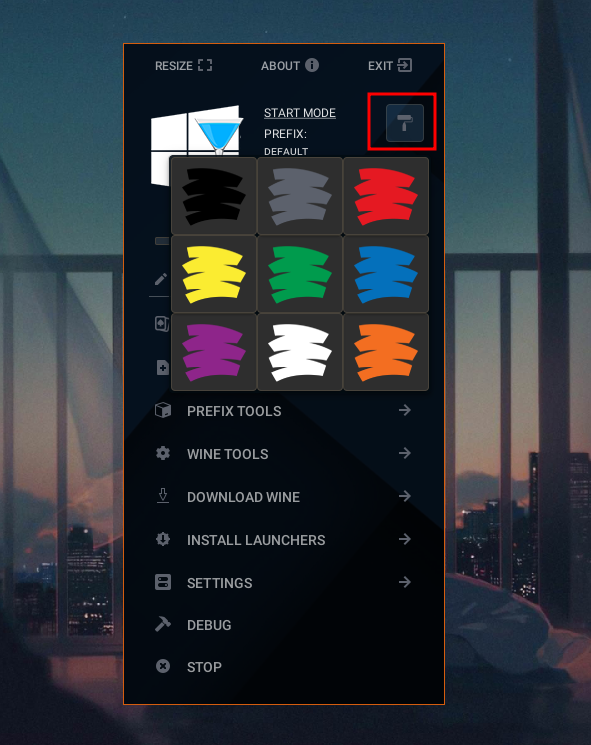 RESIZE
ABOUT
EXIT
START MODE
PREFIX:
DEFAULT
PREFIX TOOLS
WINE TOOLS
DOWNLOAD WINE
INSTALL LAUNCHERS
SETTINGS
DEBUG
STOP